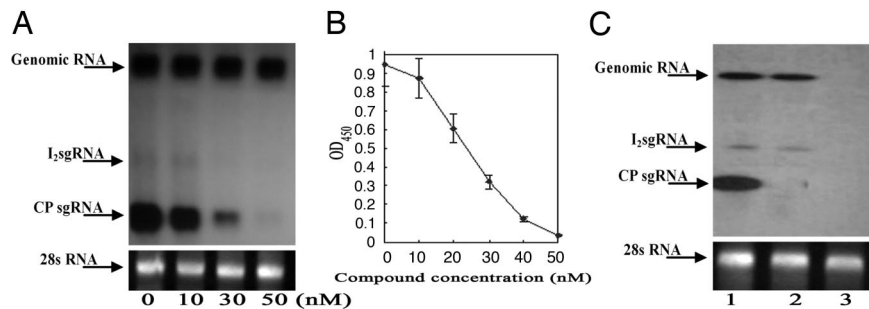 A
Genomic RNA
I₂sgRNA
CP sgRNA
28s RNA
0 10 30 50 (nM)
B
OD450
1
0.9
0.8
0.7
0.6
0.5
0.4
0.3
0.2
0.1
0
0 10 20 30 40 50
Compound concentration (nM)
C
Genomic RNA
I₂sgRNA
CP sgRNA
28s RNA
1 2 3